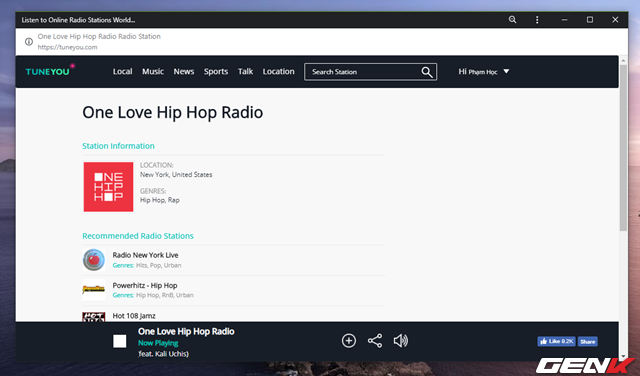 Listen to Online Radio Stations World...
One Love Hip Hop Radio Radio Station
https://tuneyou.com
TUNEYOU
Local Music News Sports Talk Location Search Station Hi Phạm Học
One Love Hip Hop Radio
Station Information
ONE HIP HOP
LOCATION:
New York, United States
GENRES:
Hip Hop, Rap
Recommended Radio Stations
Radio New York Live
Genres: Hits, Pop, Urban
Powerhitz - Hip Hop
Genres: Hip Hop, RnB, Urban
HOT
Hot 108 Jamz
One Love Hip Hop Radio
Now Playing
(feat. Kali Uchis)
Like 9.2K Share
GENK